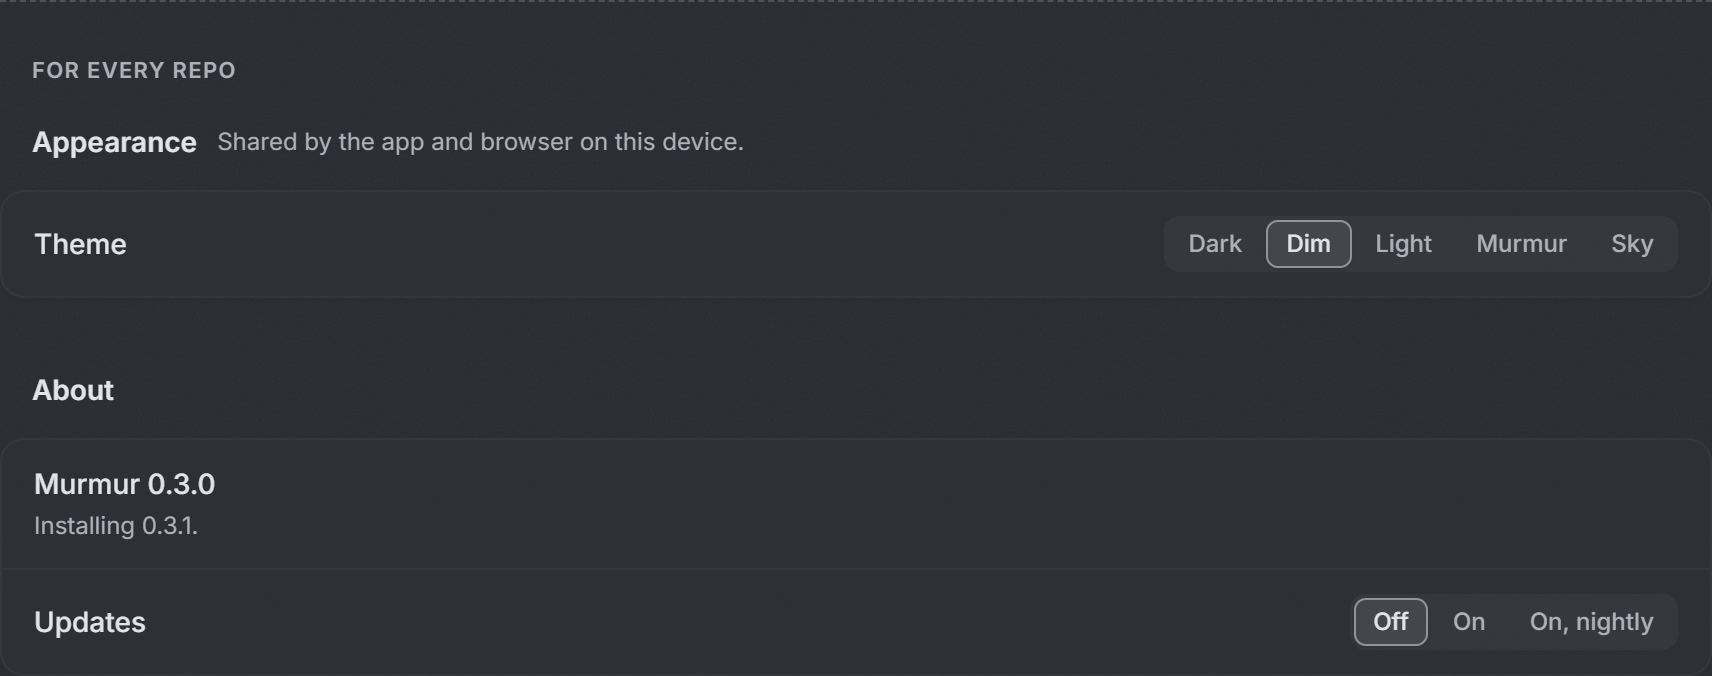 FOR EVERY REPO
Appearance Shared by the app and browser on this device.
Theme Dark Dim Light Murmur Sky
About
Murmur 0.3.0
Installing 0.3.1.
Updates Off On On, nightly